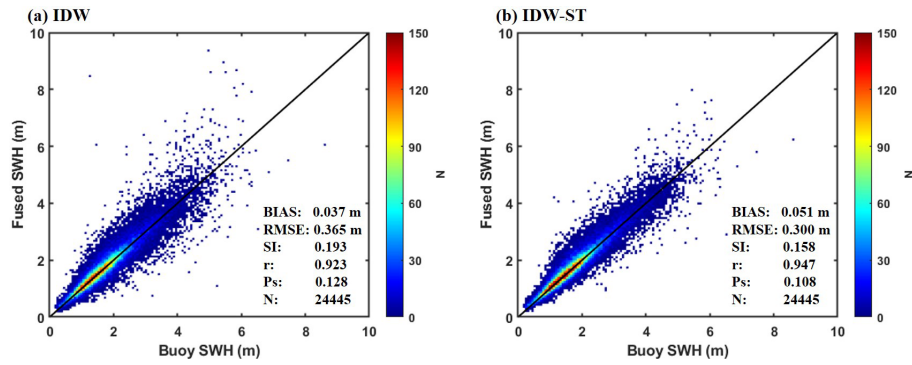 (a) IDW
10
8
6
4
2
0
Fused SWH (m)
0 2 4 6 8 10
Buoy SWH (m)
BIAS: 0.037 m
RMSE: 0.365 m
SI: 0.193
r: 0.923
Ps: 0.128
N: 24445
150
120
90
60
30
0
N
(b) IDW-ST
10
8
6
4
2
0
Fused SWH (m)
0 2 4 6 8 10
Buoy SWH (m)
BIAS: 0.051 m
RMSE: 0.300 m
SI: 0.158
r: 0.947
Ps: 0.108
N: 24445
150
120
90
60
30
0
N